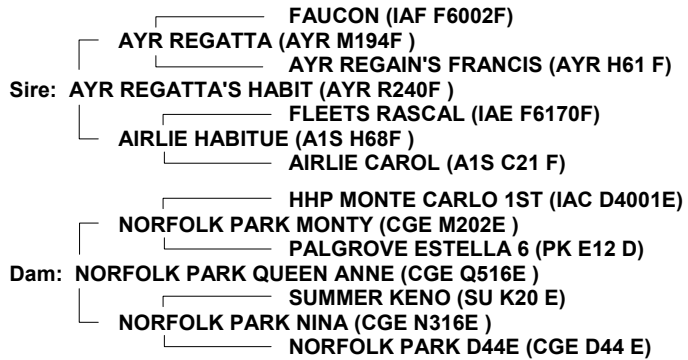 FAUCON (IAF F6002F)
AYR REGATTA (AYR M194F )
AYR REGAIN'S FRANCIS (AYR H61 F)
Sire: AYR REGATTA'S HABIT (AYR R240F )
FLEETS RASCAL (IAE F6170F)
AIRLIE HABITUE (A1S H68F )
AIRLIE CAROL (A1S C21 F)
HHP MONTE CARLO 1ST (IAC D4001E)
NORFOLK PARK MONTY (CGE M202E )
PALGROVE ESTELLA 6 (PK E12 D)
Dam: NORFOLK PARK QUEEN ANNE (CGE Q516E )
SUMMER KENO (SU K20 E)
NORFOLK PARK NINA (CGE N316E )
NORFOLK PARK D44E (CGE D44 E)